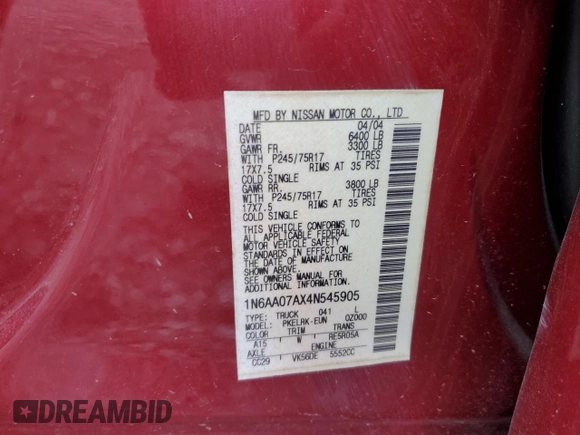 MFD BY NISSAN MOTOR CO., LTD
DATE 04/04
GVWR 6400 LB
GAWR FR. 3300 LB
WITH P245/75R17 TIRES
17X7.5 RIMS AT 35 PSI
COLD SINGLE
GAWR RR. 3800 LB
WITH P245/75R17 TIRES
17X7.5 RIMS AT 35 PSI
COLD SINGLE
THIS VEHICLE CONFORMS TO
ALL APPLICABLE FEDERAL
MOTOR VEHICLE SAFETY
STANDARDS IN EFFECT ON
THE DATE OF MANUFACTURE
SHOWN ABOVE.
SEE OWNERS MANUAL FOR
ADDITIONAL INFORMATION.
1N6AA07AX4N545905
TYPE: TRUCK 041 L
MODEL: PKELRK-EUN OZ000
COLOR TRIM TRANS
A15 W RE5R05A
AXLE ENGINE
CC29 VK56DE 5552CC
DREAMBID